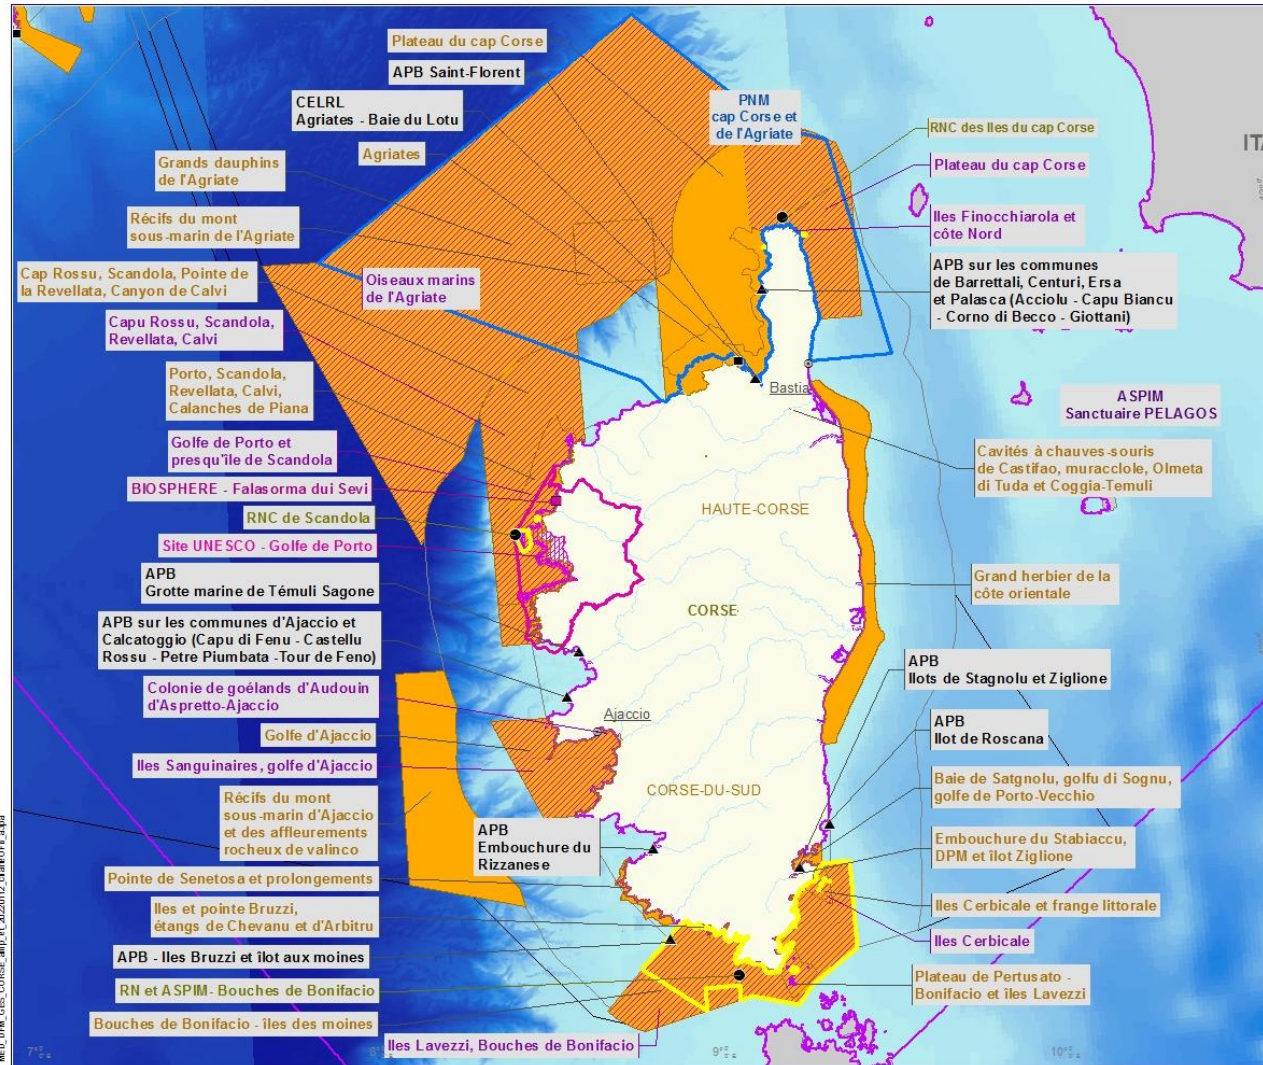 Plateau du cap Corse
APB Saint-Florent
CELRL
Agriates - Baie du Lotu
Agriates
Grands dauphins
de l'Agriate
Récifs du mont
sous-marin de l'Agriate
Cap Rossu, Scandola, Pointe de
la Revellata, Canyon de Calvi
Oiseaux marins
de l'Agriate
Capu Rossu, Scandola,
Revellata, Calvi
Porto, Scandola,
Revellata, Calvi,
Calanches de Piana
Golfe de Porto et
presqu'île de Scandola
BIOSPHERE - Falasorma dui Sevi
RNC de Scandola
Site UNESCO - Golfe de Porto
APB
Grotte marine de Témuli Sagone
APB sur les communes d'Ajaccio et
Calcatoggio (Capu di Fenu - Castellu
Rossu - Petre Piumbata -Tour de Feno)
Colonie de goélands d'Audouin
d'Aspretto-Ajaccio
Golfe d'Ajaccio
Iles Sanguinaires, golfe d'Ajaccio
Récifs du mont
sous-marin d'Ajaccio
et des affleurements
rocheux de valinco
APB
Embouchure du
Rizzanese
Pointe de Senetosa et prolongements
Iles et pointe Bruzzi,
étangs de Chevanu et d'Arbitru
APB - Iles Bruzzi et îlot aux moines
RN et ASPIM- Bouches de Bonifacio
Bouches de Bonifacio - îles des moines
Iles Lavezzi, Bouches de Bonifacio
PNM
cap Corse et
de l'Agriate
RNC des Iles du cap Corse
Plateau du cap Corse
Iles Finocchiarola et
côte Nord
APB sur les communes
de Barrettali, Centuri, Ersa
et Palasca (Acciolu - Capu Biancu
- Corno di Becco - Giottani)
ITA
Bastia
ASPIM
Sanctuaire PELAGOS
Cavités à chauves-souris
de Castifao, muracciole, Olmeta
di Tuda et Coggia-Temuli
HAUTE-CORSE
Grand herbier de la
côte orientale
CORSE
APB
Ilots de Stagnolu et Ziglione
Ajaccio
APB
Ilot de Roscana
CORSE-DU-SUD
Baie de Satgnolu, golfu di Sognu,
golfe de Porto-Vecchio
Embouchure du Stabiaccu,
DPM et îlot Ziglione
Iles Cerbicale et frange littorale
Iles Cerbicale
Plateau de Pertusato -
Bonifacio et îles Lavezzi